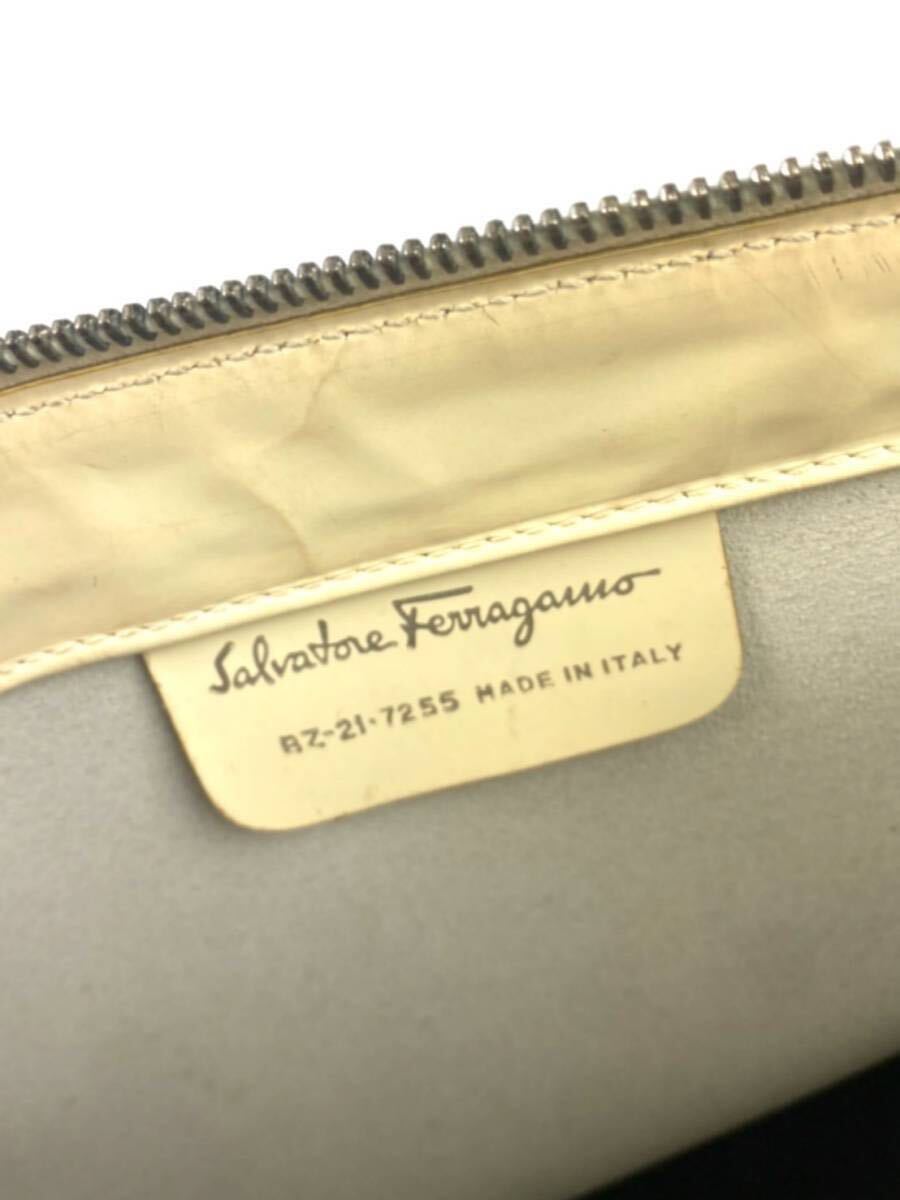 Salvatore Ferragamo
BZ-21·7255 MADE IN ITALY